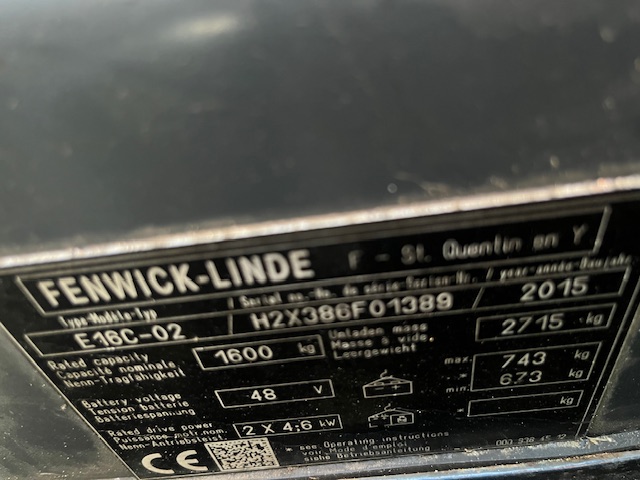 FENWICK-LINDE F - St. Quentin en Y
Type-Modèle-Typ Serial no.-No. de série-Serien Nr. / year-année-Baujahr
E16C-02 H2X386F01389 / 2015
Rated capacity
Capacité nominale
Nenn-Tragfähigkeit
1600 kg
Unladen mass
Masse à vide
Leergewicht
2715 kg
Battery voltage
Tension batterie
Batteriespannung
48 V
max. 743 kg
min. 673
Rated drive power
Puissance motr.nom.
Nenn-Antriebsleist.
2 X 4,6 kW
* kg
CE
* see Operating instructions
voir Mode d'emploi
siehe Betriebsanleitung